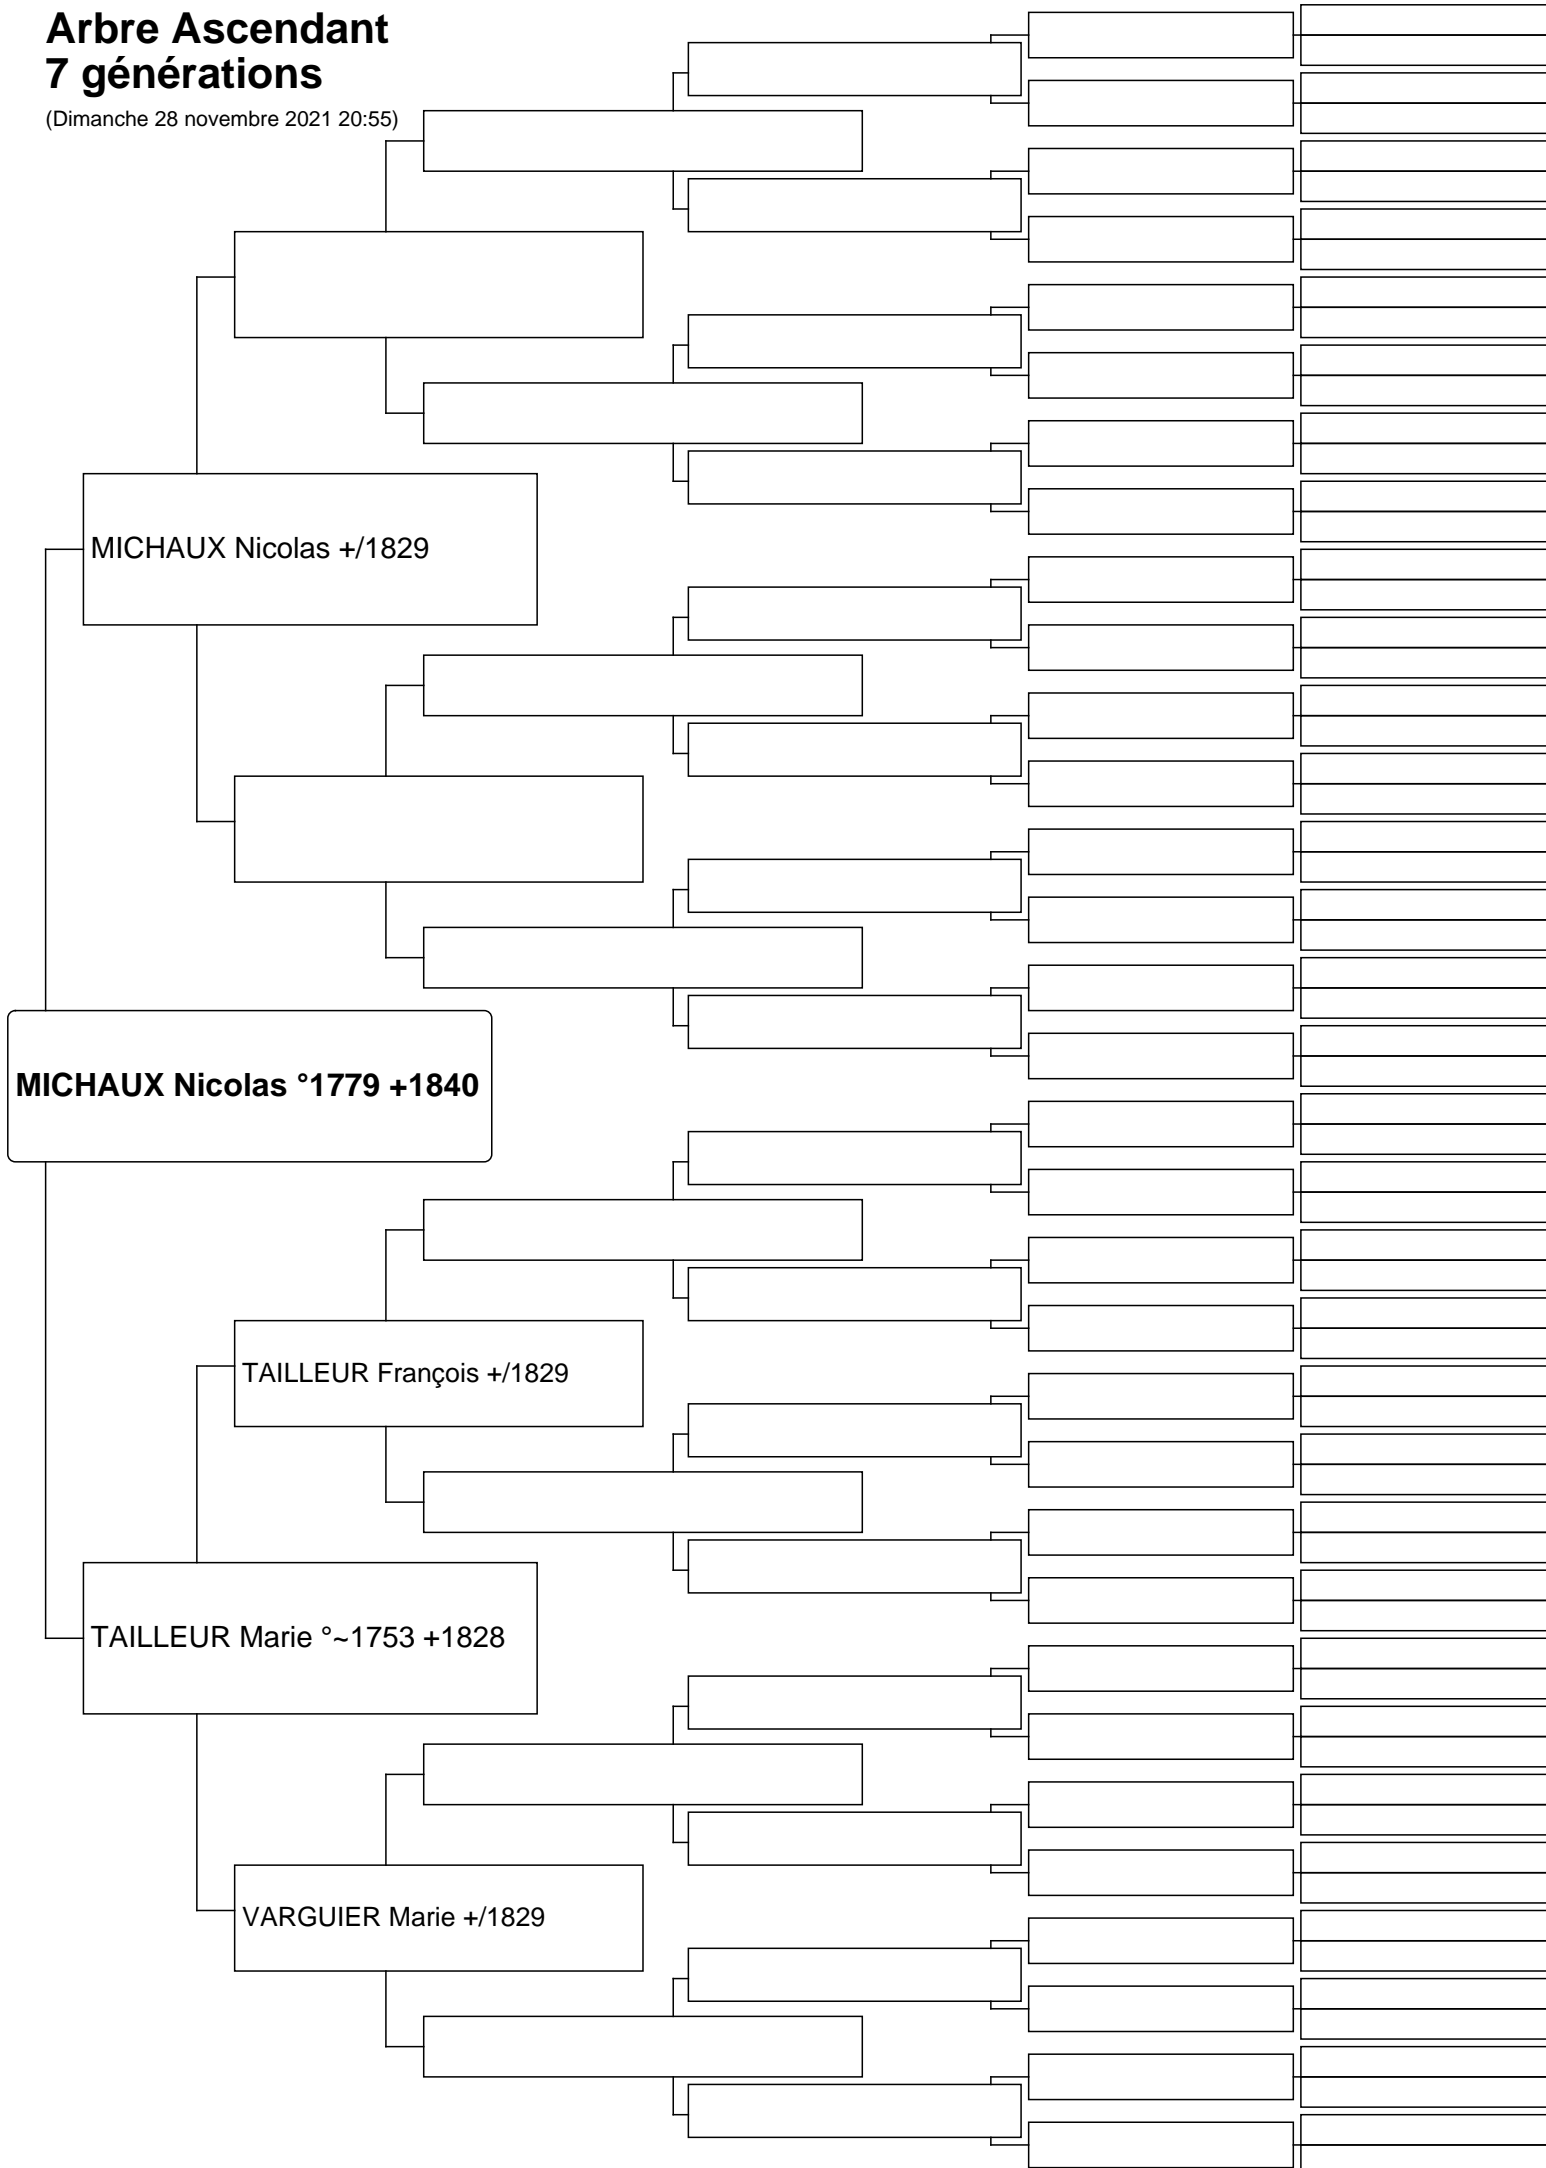 Arbre Ascendant
7 générations
(Dimanche 28 novembre 2021 20:55)
MICHAUX Nicolas +/1829
MICHAUX Nicolas °1779 +1840
TAILLEUR François +/1829
TAILLEUR Marie °~1753 +1828
VARGUIER Marie +/1829